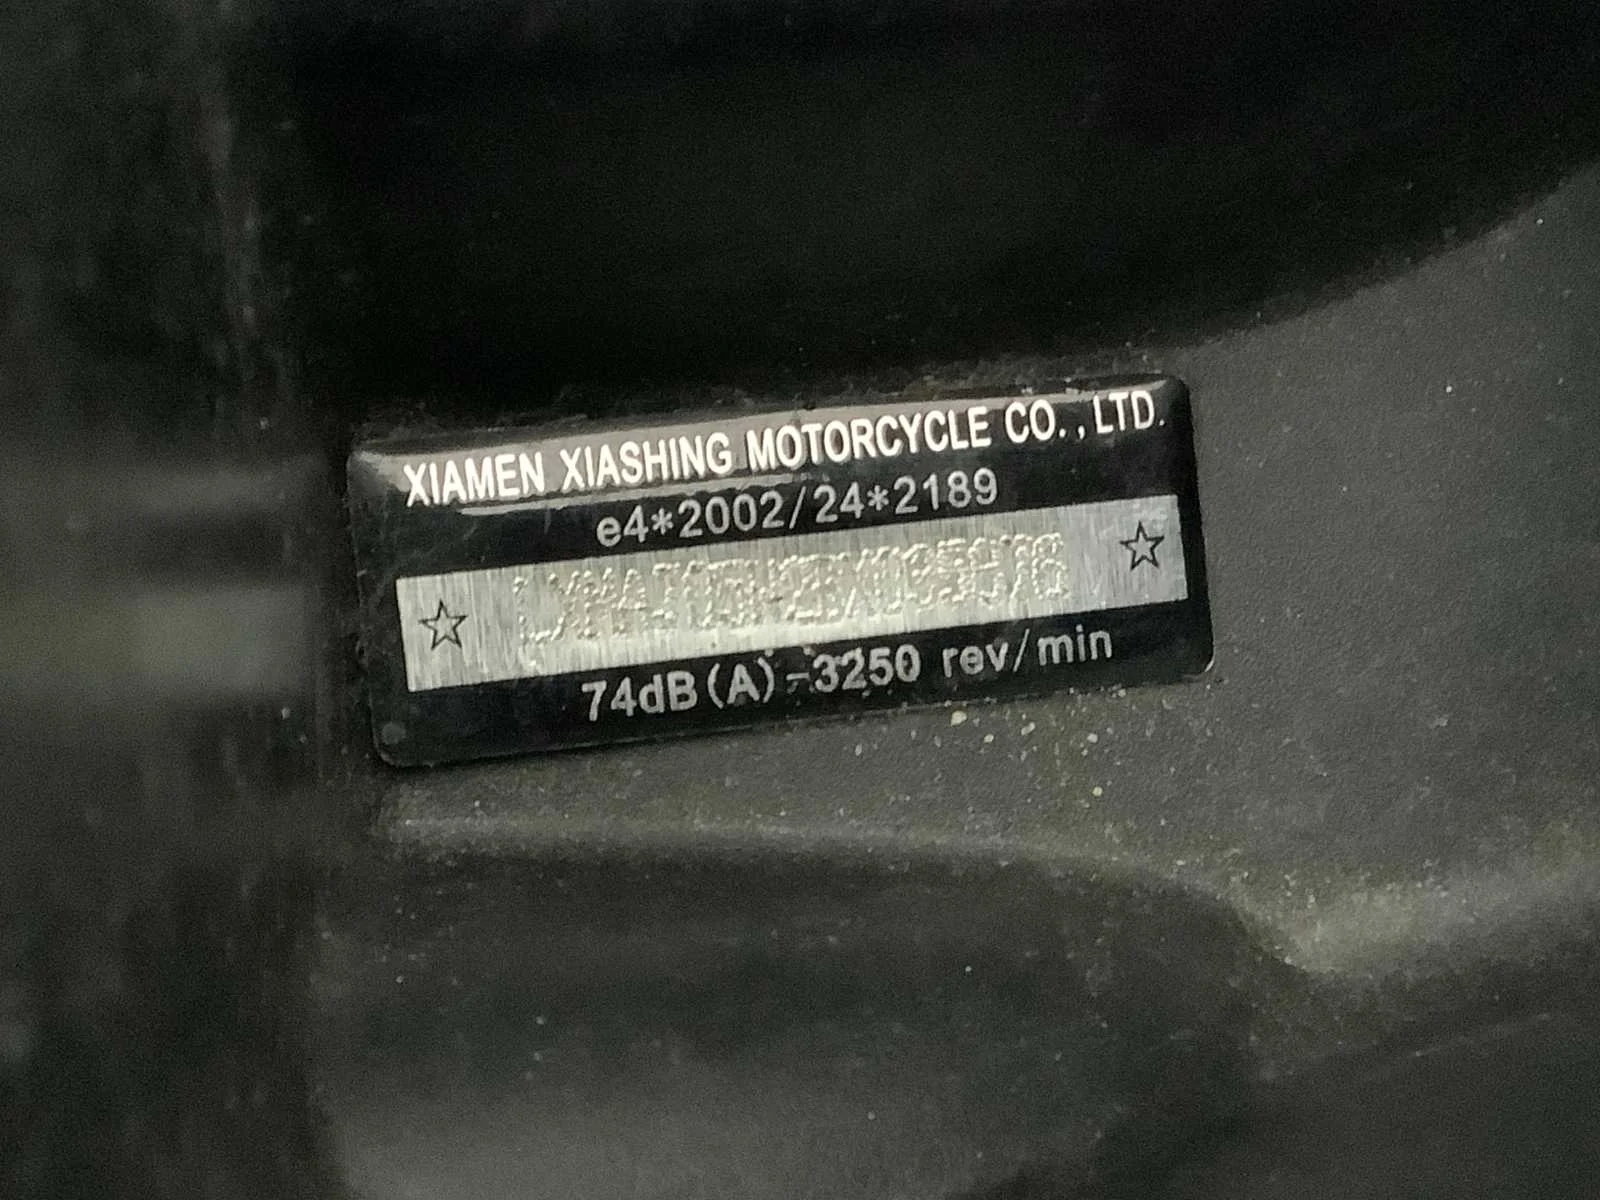 XIAMEN XIASHING MOTORCYCLE CO.,LTD.
e4*2002/24*2189
74dB(A)-3250 rev/min